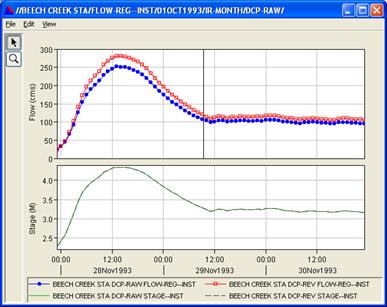 //BEECH CREEK STA/FLOW-REG--INST/01OCT1993/IR-MONTH/DCP-RAW/
File Edit View
300
250
200
150
100
50
0
Flow (cms)
4.0
3.5
3.0
2.5
Stage (M)
00:00 12:00 00:00 12:00 00:00 12:00
28Nov1993 29Nov1993 30Nov1993
BEECH CREEK STA DCP-RAW FLOW-REG--INST BEECH CREEK STA DCP-REV FLOW-REG--INST
BEECH CREEK STA DCP-RAW STAGE--INST BEECH CREEK STA DCP-REV STAGE--INST